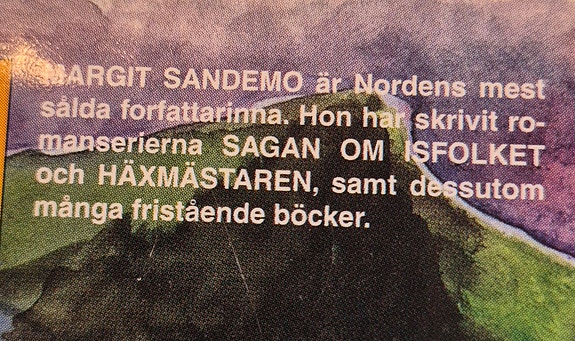 MARGIT SANDEMO är Nordens mest
sålda forfattarinna. Hon har skrivit ro-
manserierna SAGAN OM ISFOLKET
och HÄXMÄSTAREN, samt dessutom
många fristående böcker.